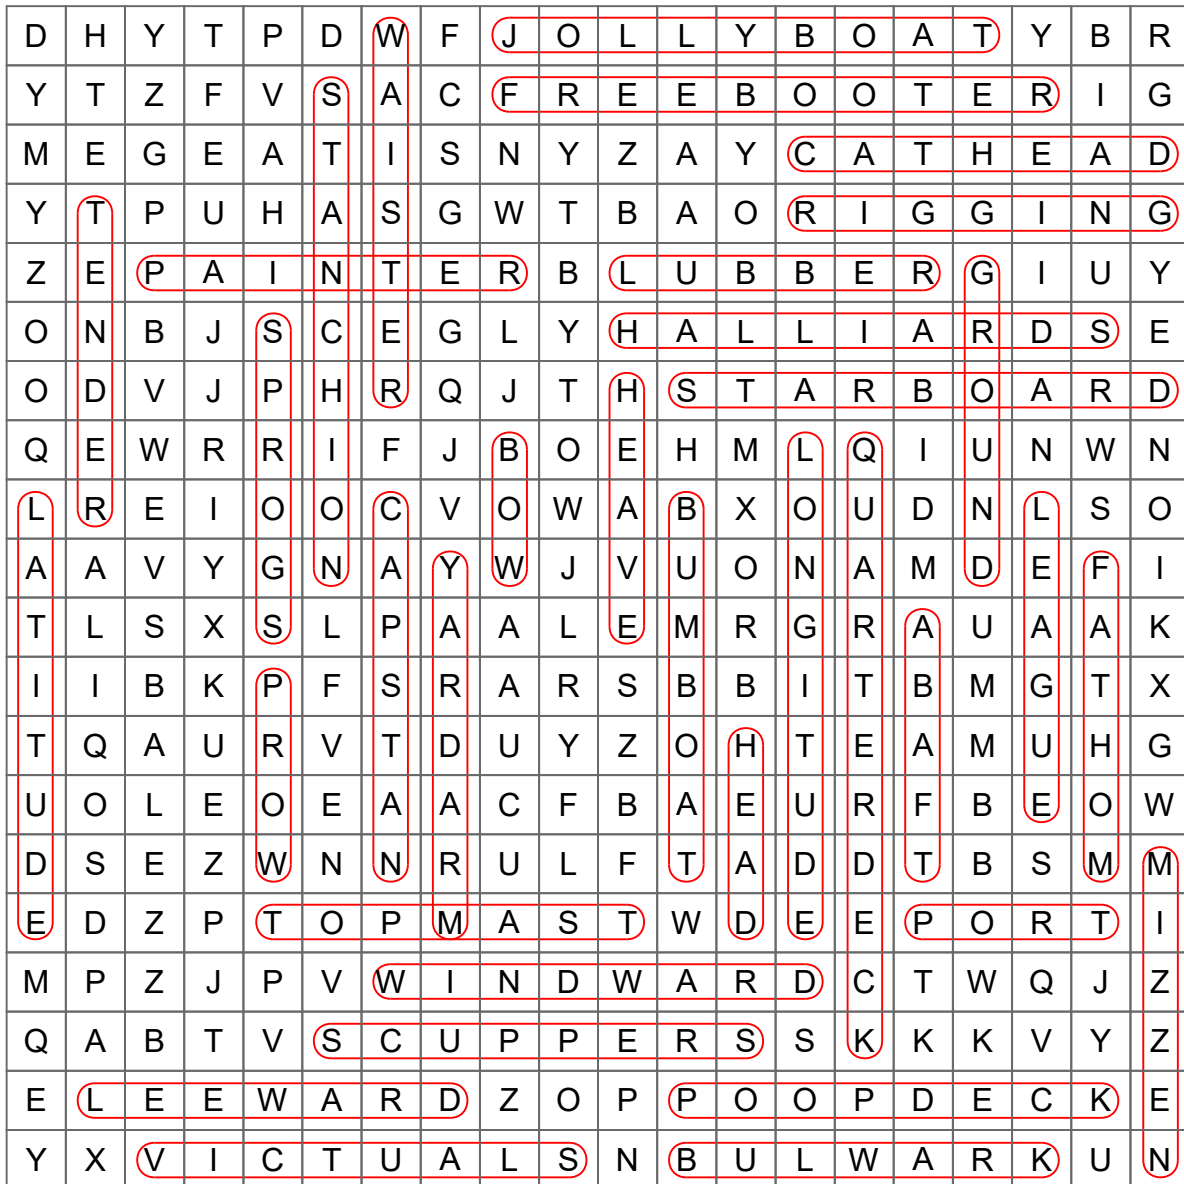 D H Y T P D W F J O L L Y B O A T Y B R
Y T Z F V S A C F R E E B O O T E R I G
M E G E A T I S N Y Z A Y C A T H E A D
Y T P U H A S G W T B A O R I G G I N G
Z E P A I N T E R B L U B B E R G I U Y
O N B J S C E G L Y H A L L I A R D S E
O D V J P H R Q J T H S T A R B O A R D
Q E W R R I F J B O E H M L Q I U N W N
L R E I O O C V O W A B X O U D N L S O
A A V Y G N A Y W J V U O N A M D E F I
T L S X S L P A A L E M R G R A U A A K
I I B K P F S R A R S B B I T B M G T X
T Q A U R V T D U Y Z O H T E A M U H G
U O L E O E A A C F B A E U R F B E O W
D S E Z W N N R U L F T A D D T B S M M
E D Z P T O P M A S T W D E E P O R T I
M P Z J P V W I N D W A R D C T W Q J Z
Q A B T V S C U P P E R S S K K K V Y Z
E L E E W A R D Z O P P O O P D E C K E
Y X V I C T U A L S N B U L W A R K U N